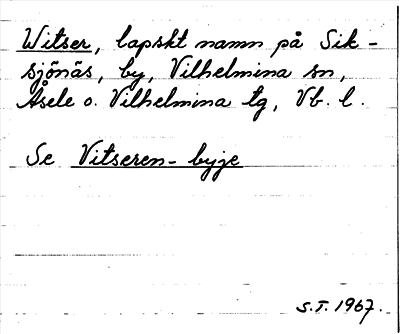 Witser, lapskt namn på Sik-
sjönäs, by, Vilhelmina sn,
Åsele o. Vilhelmina tg, Vb. l.
Se Vitseren-byje
S.T. 1967.